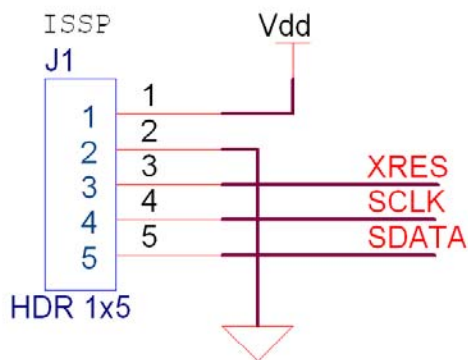 ISSP
J1
Vdd
1 1
2 2
3 3 XRES
4 4 SCLK
5 5 SDATA
HDR 1x5